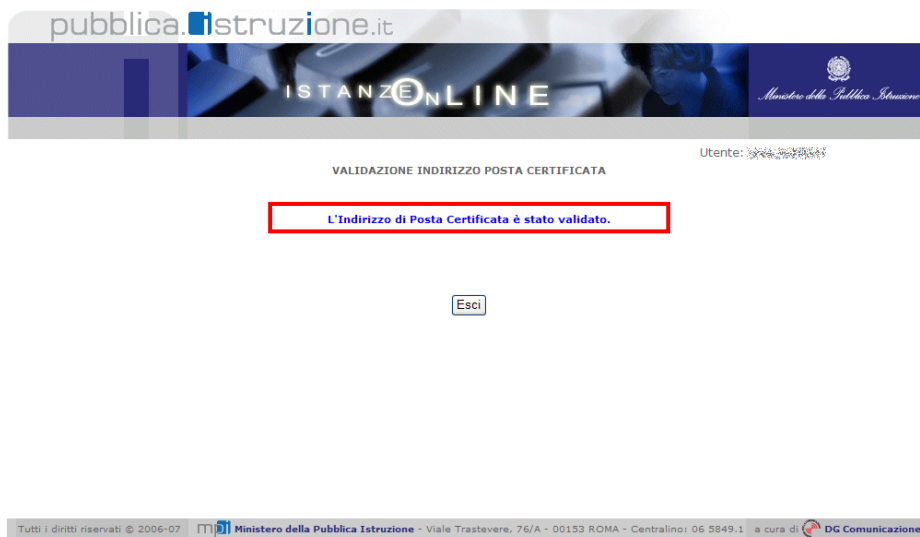 pubblica.istruzione.it
ISTANZE ONLINE
Ministero della Pubblica Istruzione
Utente:
VALIDAZIONE INDIRIZZO POSTA CERTIFICATA
L'Indirizzo di Posta Certificata è stato validato.
Esci
Tutti i diritti riservati © 2006-07 mpi Ministero della Pubblica Istruzione - Viale Trastevere, 76/A - 00153 ROMA - Centralino: 06 5849.1 a cura di DG Comunicazione